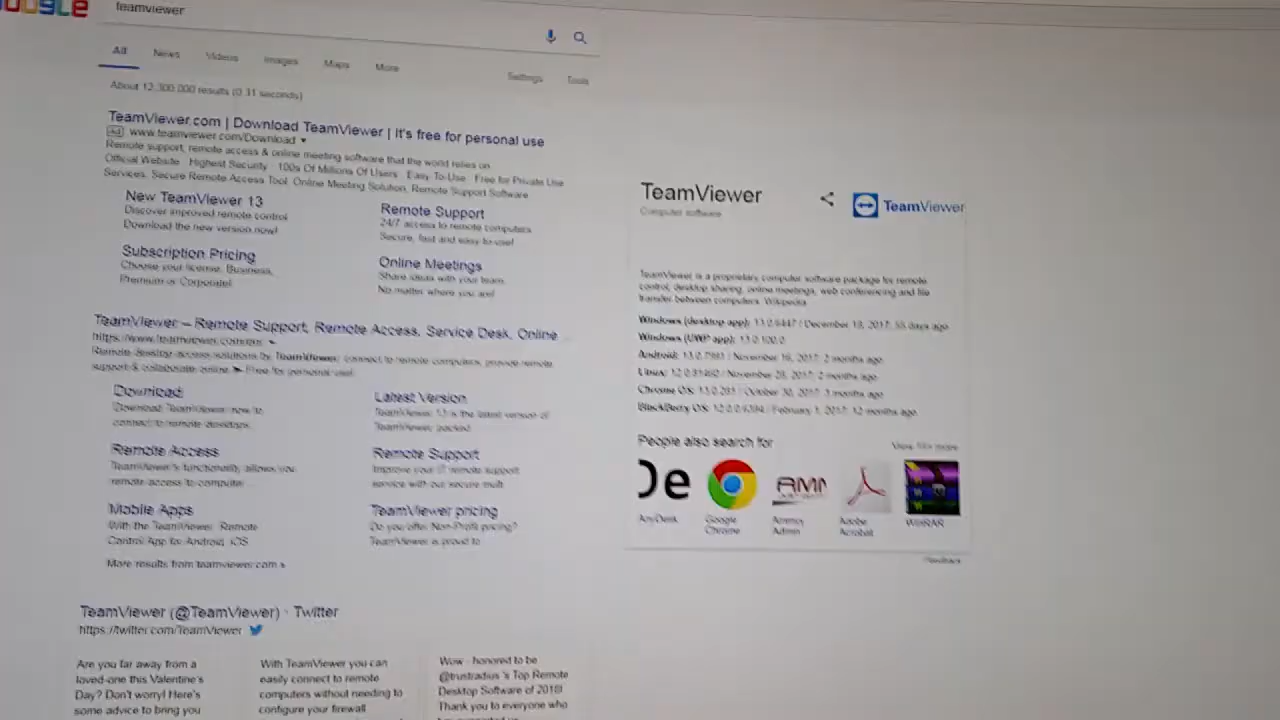 Google
teamviewer
All News Videos Images Maps More Settings Tools
About 12,300,000 results (0.31 seconds)
TeamViewer.com | Download TeamViewer | It's free for personal use
Ad www.teamviewer.com/Download
Remote support, remote access & online meeting software that the world relies on
Official Website · Highest Security · 100s Of Millions Of Users · Easy-To-Use · Free for Private Use
Services: Secure Remote Access Tool, Online Meeting Solution, Remote Support Software
New TeamViewer 13
Discover improved remote control
Download the new version now!
Remote Support
24/7 access to remote computers
Secure, fast and easy-to-use!
Subscription Pricing
Choose your license: Business,
Premium or Corporate!
Online Meetings
Share ideas with your team
No matter where you are!
TeamViewer – Remote Support, Remote Access, Service Desk, Online
https://www.teamviewer.com/en/
Remote desktop access solutions by TeamViewer: connect to remote computers, provide remote
support & collaborate online ➤ Free for personal use!
Download
Download TeamViewer now to
connect to remote desktops
Latest Version
TeamViewer 13 is the latest version of
TeamViewer, packed
Remote Access
TeamViewer's functionality allows you
remote access to computer
Remote Support
Improve your IT remote support
service with our secure multi
Mobile Apps
With the TeamViewer Remote
Control App for Android, iOS
TeamViewer pricing
Do you offer Non-Profit pricing?
TeamViewer is proud to
More results from teamviewer.com »
TeamViewer (@TeamViewer) · Twitter
https://twitter.com/TeamViewer
Are you far away from a
loved-one this Valentine's
Day? Don't worry! Here's
some advice to bring you
With TeamViewer you can
easily connect to remote
computers without needing to
configure your firewall
Wow - honored to be
@trustradius 's Top Remote
Desktop Software of 2018!
Thank you to everyone who
TeamViewer
Computer software
TeamViewer
TeamViewer is a proprietary computer software package for remote
control, desktop sharing, online meetings, web conferencing and file
transfer between computers. Wikipedia
Windows (desktop app): 13.0.6447 / December 19, 2017; 55 days ago
Windows (UWP app): 13.0.100.0
Android: / November 16, 2017; 2 months ago
Linux: / November 28, 2017; 2 months ago
Chrome OS: / October 30, 2017; 3 months ago
BlackBerry OS: / February 1, 2017; 12 months ago
People also search for
View 10+ more
De
AMMY
AnyDesk
Google
Chrome
Ammyy
Admin
Adobe
Acrobat
WinRAR
Feedback